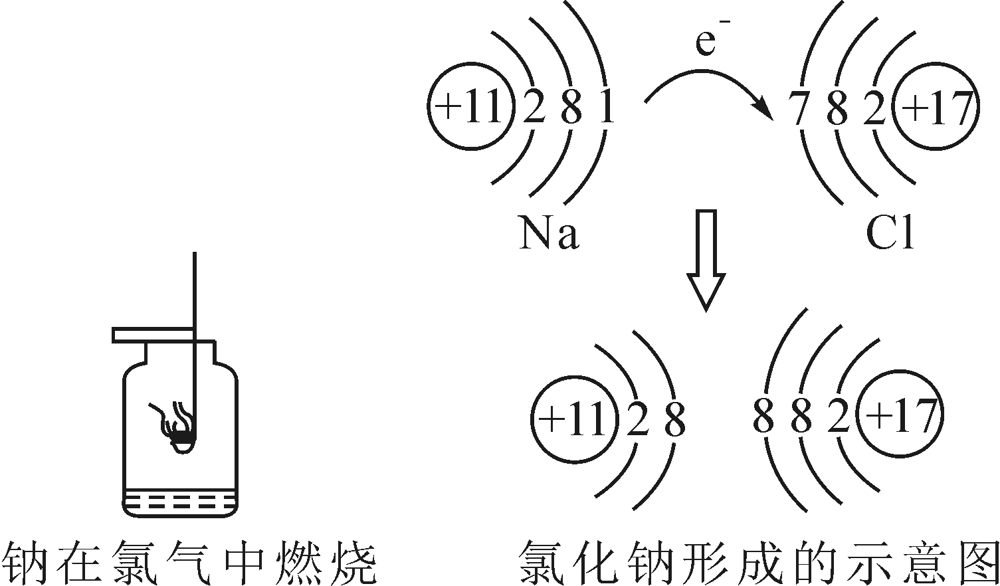 e⁻
+11 2 8 1 7 8 2 +17
Na Cl
+11 2 8 8 8 2 +17
钠在氯气中燃烧 氯化钠形成的示意图